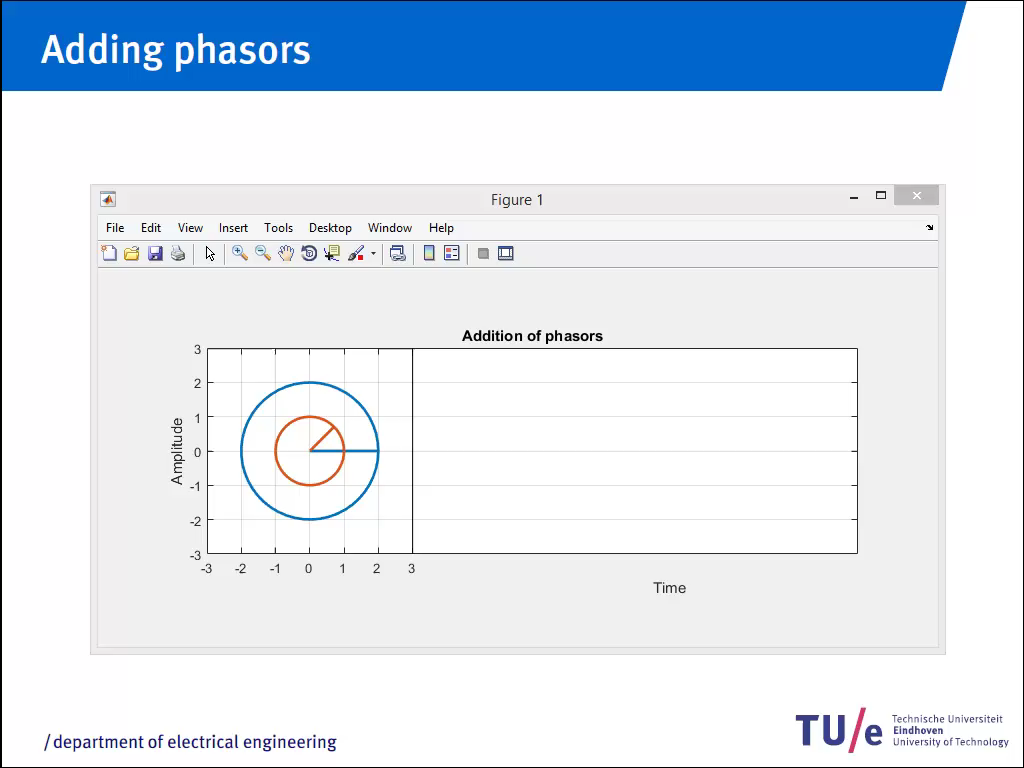 Adding phasors
Figure 1
File Edit View Insert Tools Desktop Window Help
Addition of phasors
3
2
1
0
-1
-2
-3
Amplitude
-3 -2 -1 0 1 2 3
Time
/ department of electrical engineering
TU/e
Technische Universiteit
Eindhoven
University of Technology